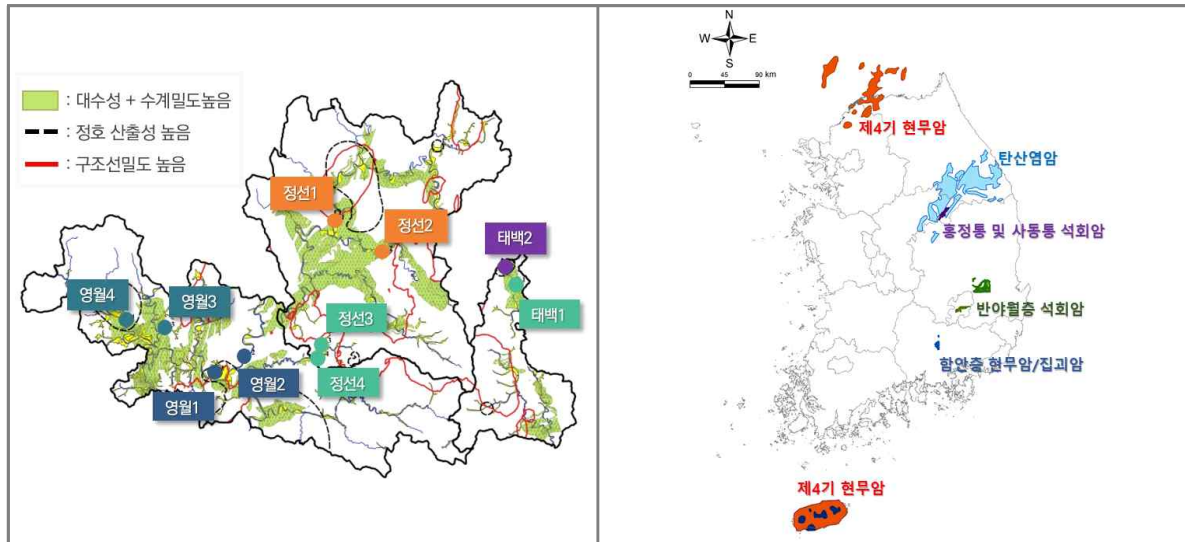 : 대수성 + 수계밀도높음
: 정호 산출성 높음
: 구조선밀도 높음
정선1
정선2
태백2
태백1
영월4
영월3
정선3
정선4
영월2
영월1
N
W E
S
0 45 90 km
제4기 현무암
탄산염암
홍정통 및 사동통 석회암
반야월층 석회암
함안층 현무암/집괴암
제4기 현무암